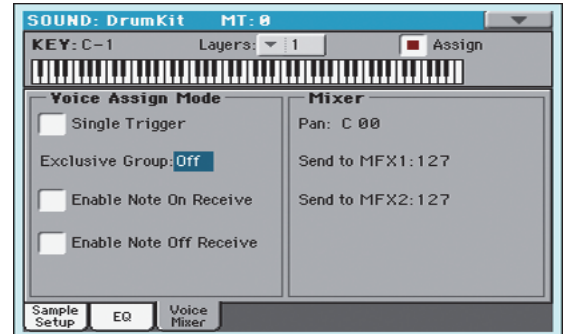 SOUND: DrumKit MT: 0
KEY: C-1 Layers: 1 Assign
Voice Assign Mode
Single Trigger
Exclusive Group: Off
Enable Note On Receive
Enable Note Off Receive
Mixer
Pan: C 00
Send to MFX1: 127
Send to MFX2: 127
Sample Setup
EQ
Voice Mixer